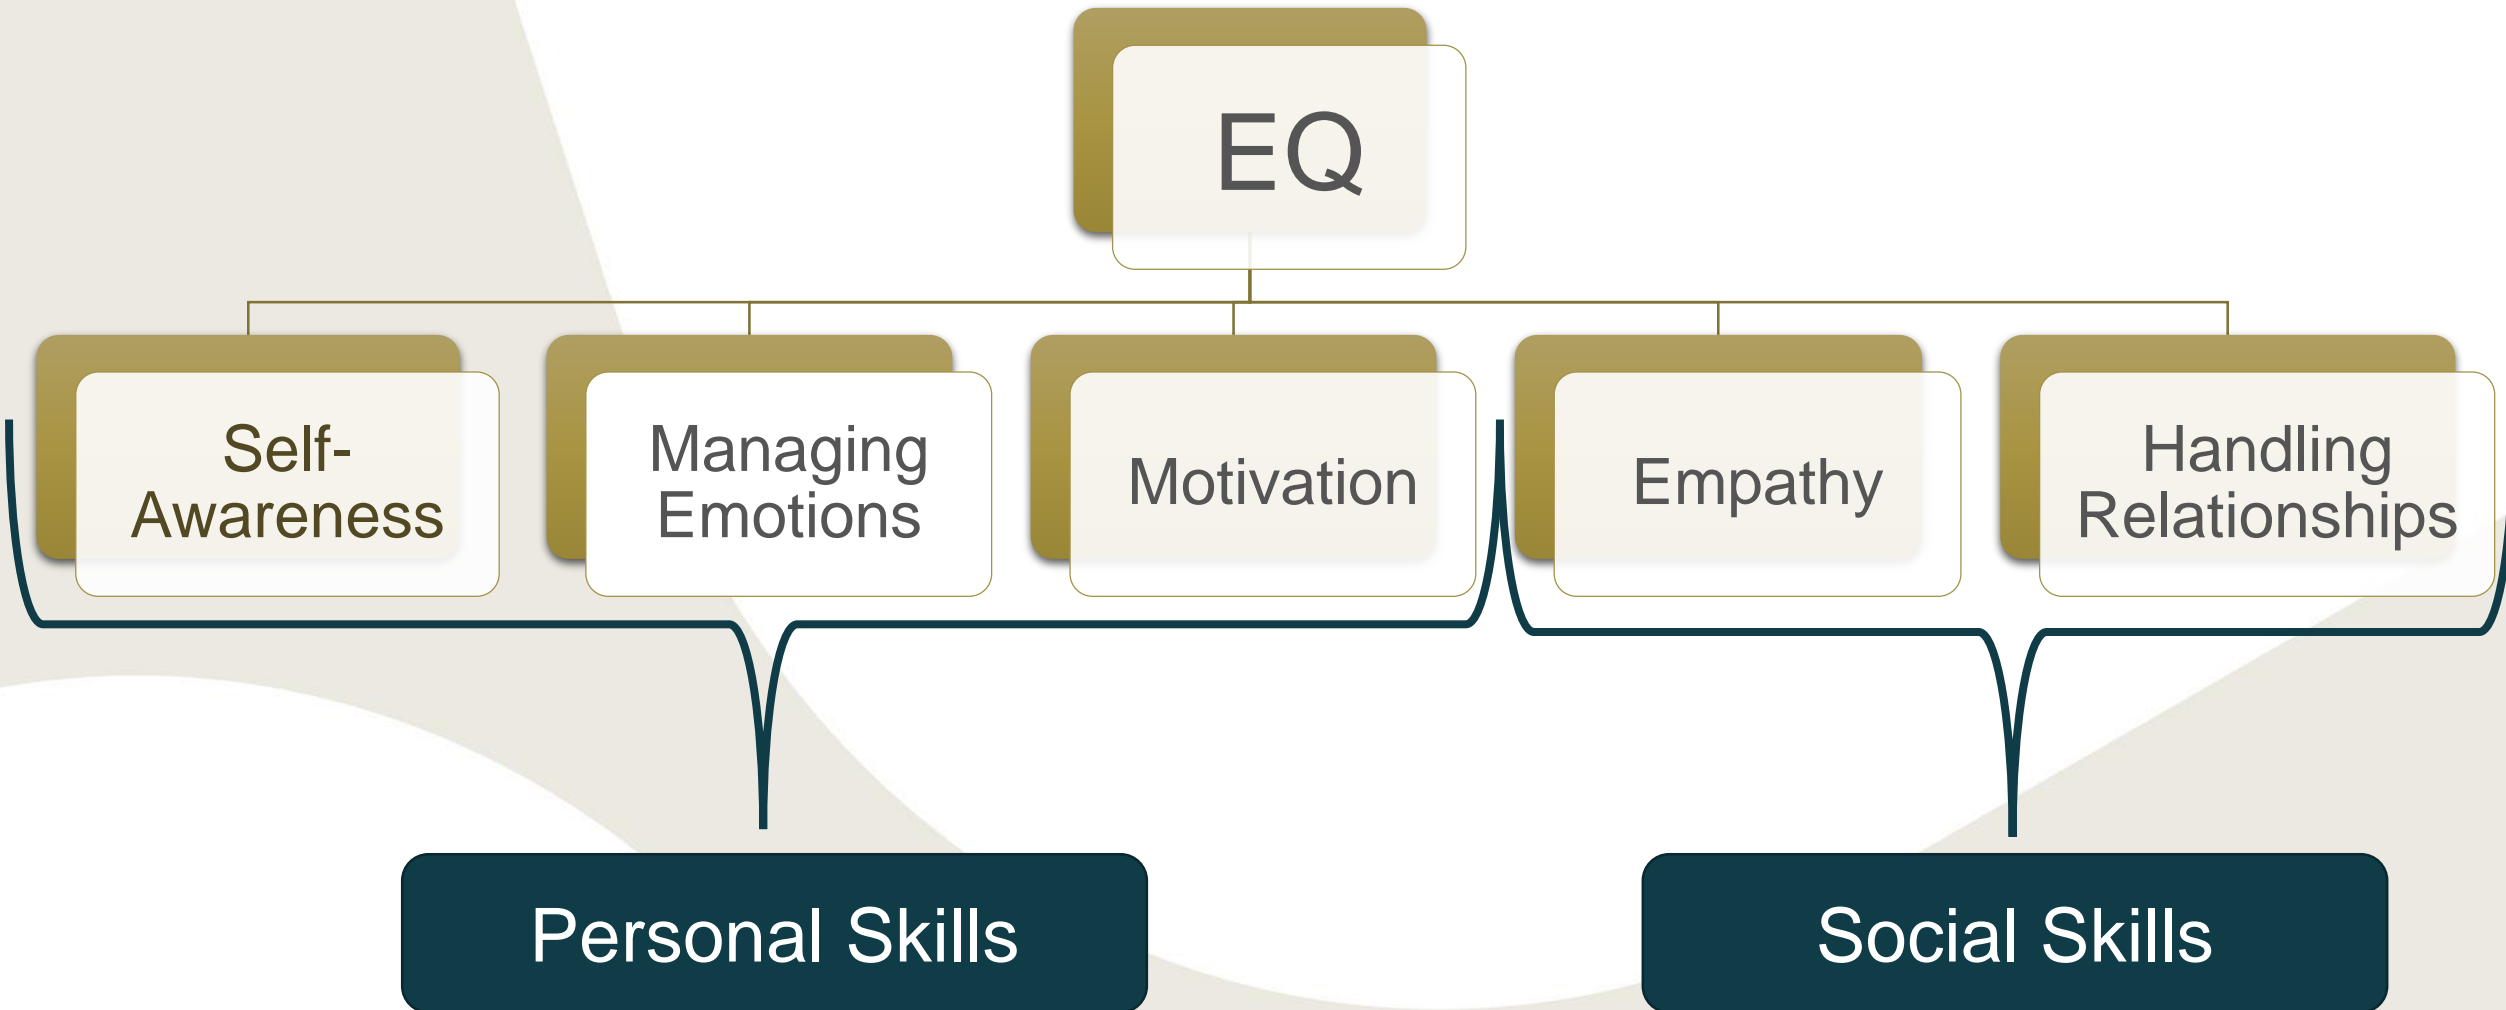 EQ
Self-
Awareness
Managing
Emotions
Motivation
Empathy
Handling
Relationships
Personal Skills
Social Skills